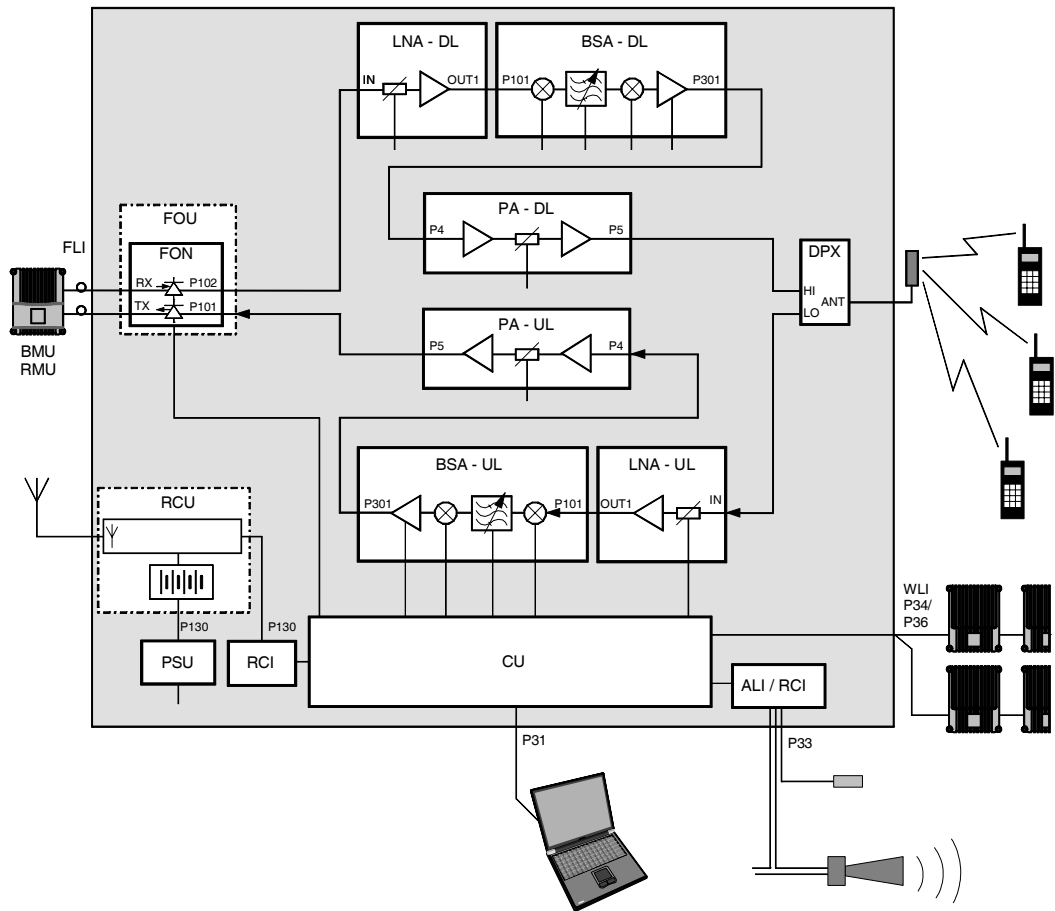 LNA - DL
BSA - DL
IN
OUT1
P101
P301
PA - DL
P4
P5
FOU
FON
FLI
RX
P102
TX
P101
BMU
RMU
DPX
HI
ANT
LO
PA - UL
P5
P4
BSA - UL
LNA - UL
P301
P101
OUT1
IN
RCU
P130
P130
PSU
RCI
CU
ALI / RCI
WLI
P34/
P36
P31
P33